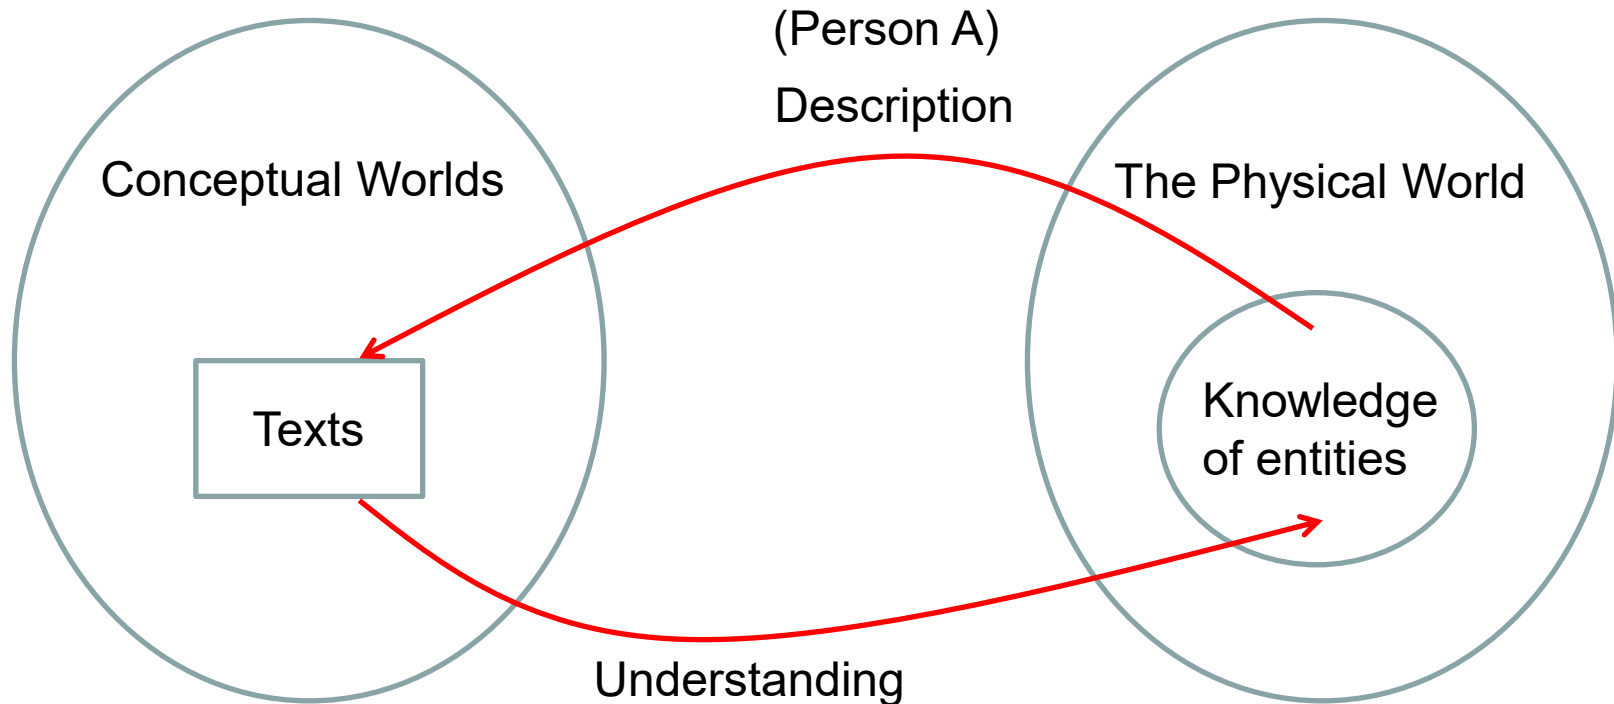 (Person A)
Description
Conceptual Worlds
The Physical World
Texts
Knowledge
of entities
Understanding